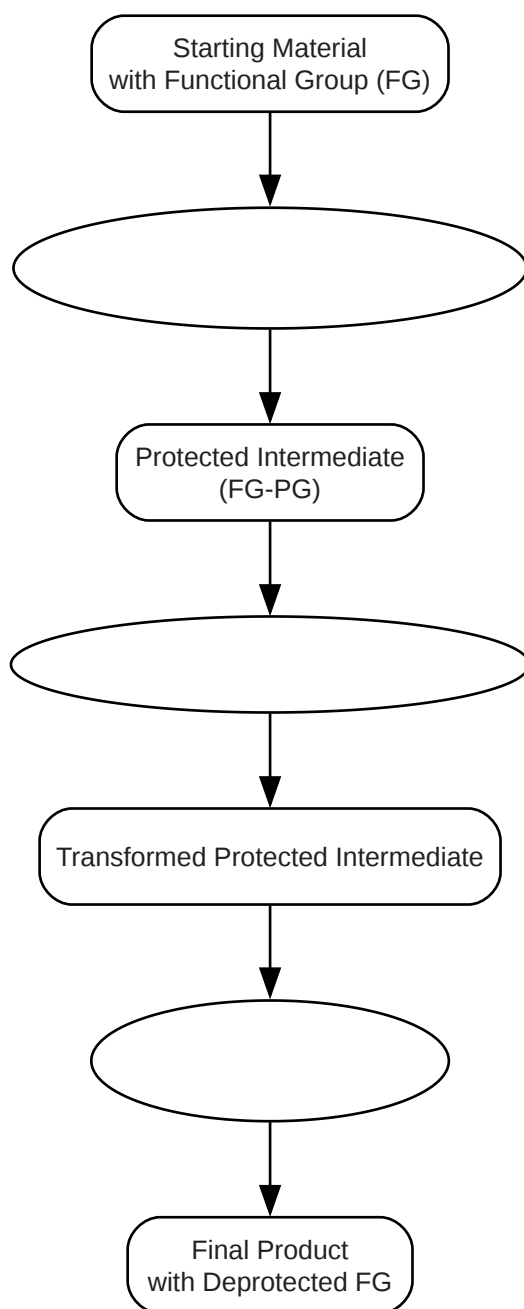 Starting Material
with Functional Group (FG)
Protected Intermediate
(FG-PG)
Transformed Protected Intermediate
Final Product
with Deprotected FG